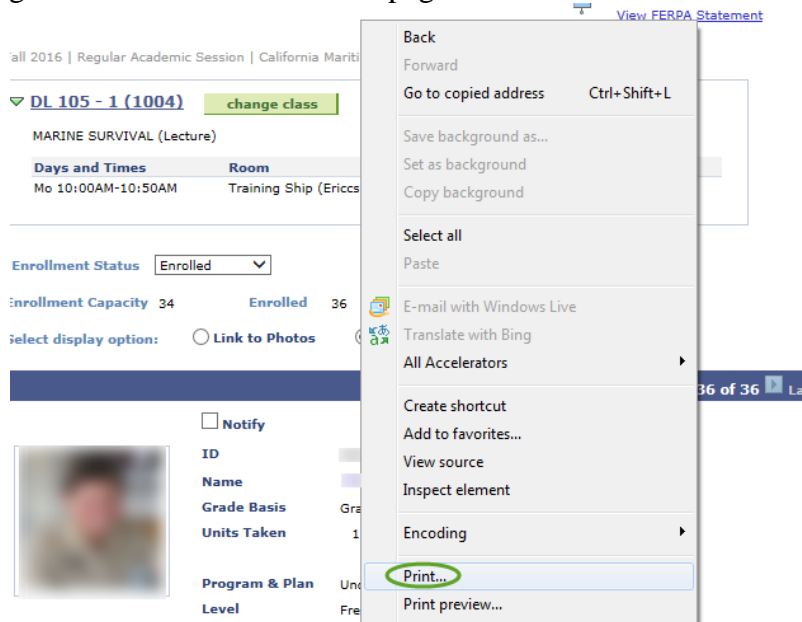 page
View FERPA Statement
all 2016 | Regular Academic Session | California Mariti
DL 105 - 1 (1004)
change class
MARINE SURVIVAL (Lecture)
Days and Times Room
Mo 10:00AM-10:50AM Training Ship (Ericcs
Enrollment Status Enrolled
Enrollment Capacity 34 Enrolled 36
Select display option: Link to Photos
36 of 36 La
Notify
ID
Name
Grade Basis Gra
Units Taken 1
Program & Plan Und
Level Fre
Back
Forward
Go to copied address Ctrl+Shift+L
Save background as...
Set as background
Copy background
Select all
Paste
E-mail with Windows Live
Translate with Bing
All Accelerators
Create shortcut
Add to favorites...
View source
Inspect element
Encoding
Print...
Print preview...